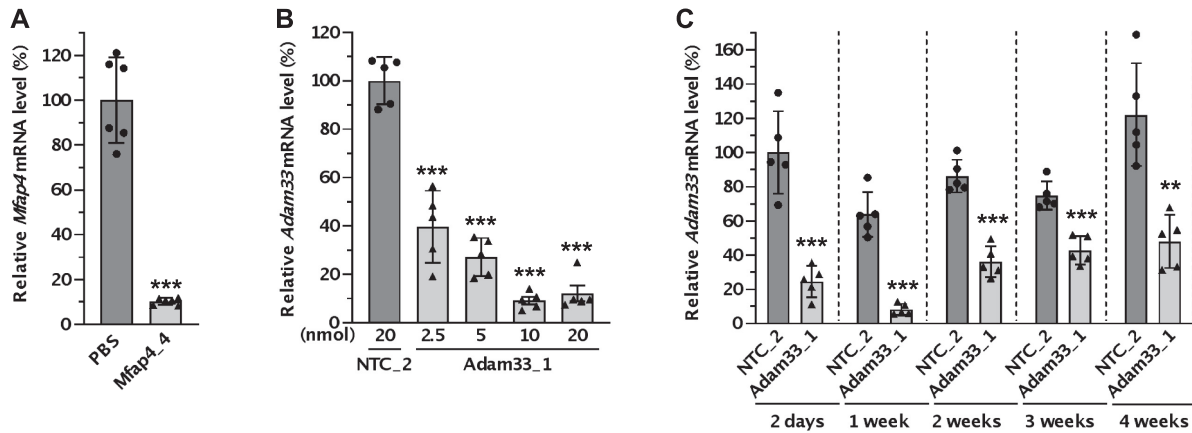 A
Relative Mfap4 mRNA level (%)
120
100
80
60
40
20
0
***
PBS
Mfap4_4
B
Relative Adam33 mRNA level (%)
120
100
80
60
40
20
0
***
***
***
***
(nmol) 20 2.5 5 10 20
NTC_2 Adam33_1
C
Relative Adam33 mRNA level (%)
160
140
120
100
80
60
40
20
0
***
***
***
***
**
NTC_2 Adam33_1 NTC_2 Adam33_1 NTC_2 Adam33_1 NTC_2 Adam33_1 NTC_2 Adam33_1
2 days 1 week 2 weeks 3 weeks 4 weeks